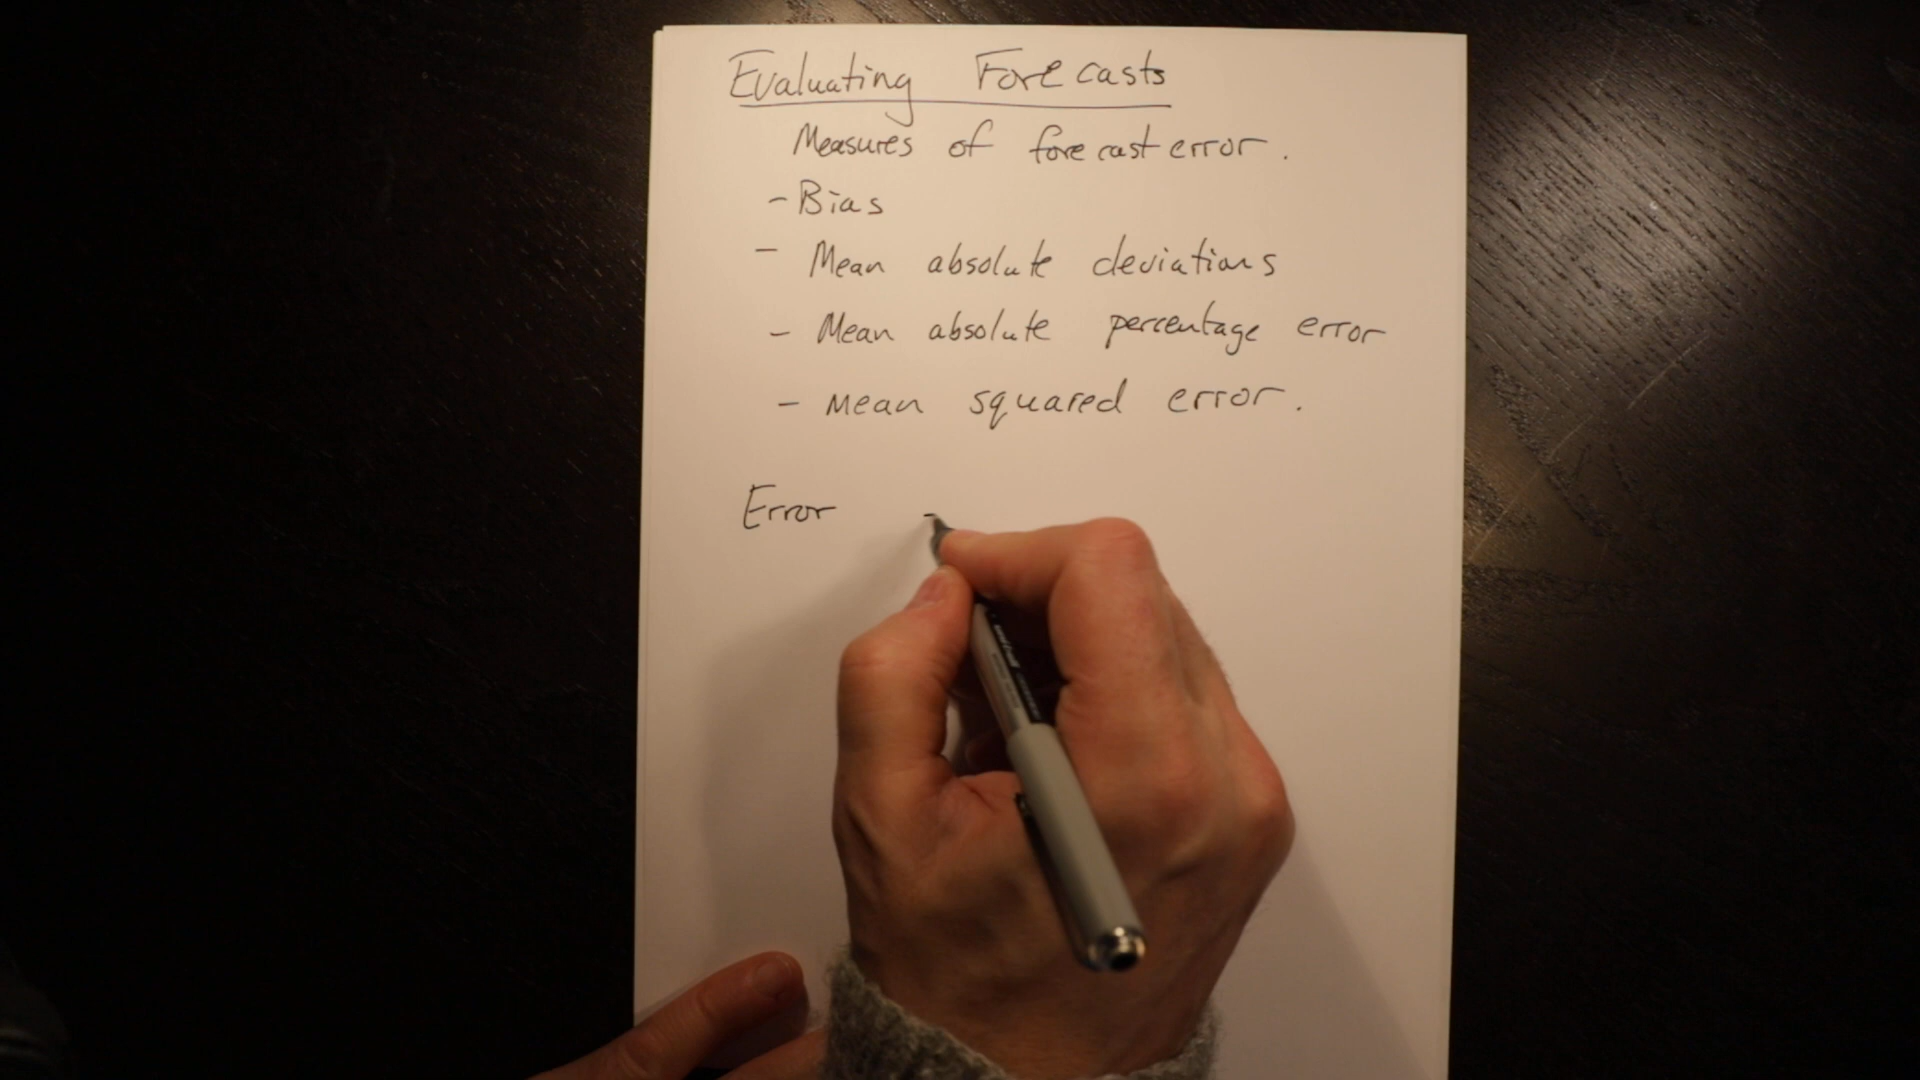 Evaluating Forecasts
Measures of forecast error.
- Bias
- Mean absolute deviations
- Mean absolute percentage error
- Mean squared error.
Error -